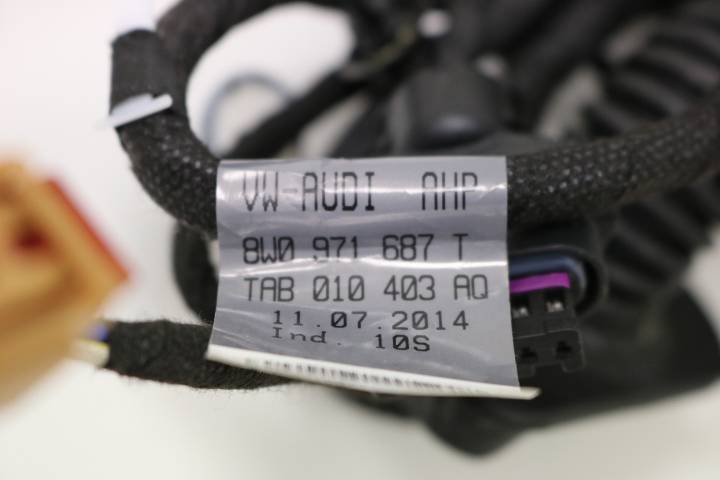 VW-AUDI AHP
8W0 971 687 T
TAB 010 403 AQ
11.07.2014
Ind. 10S